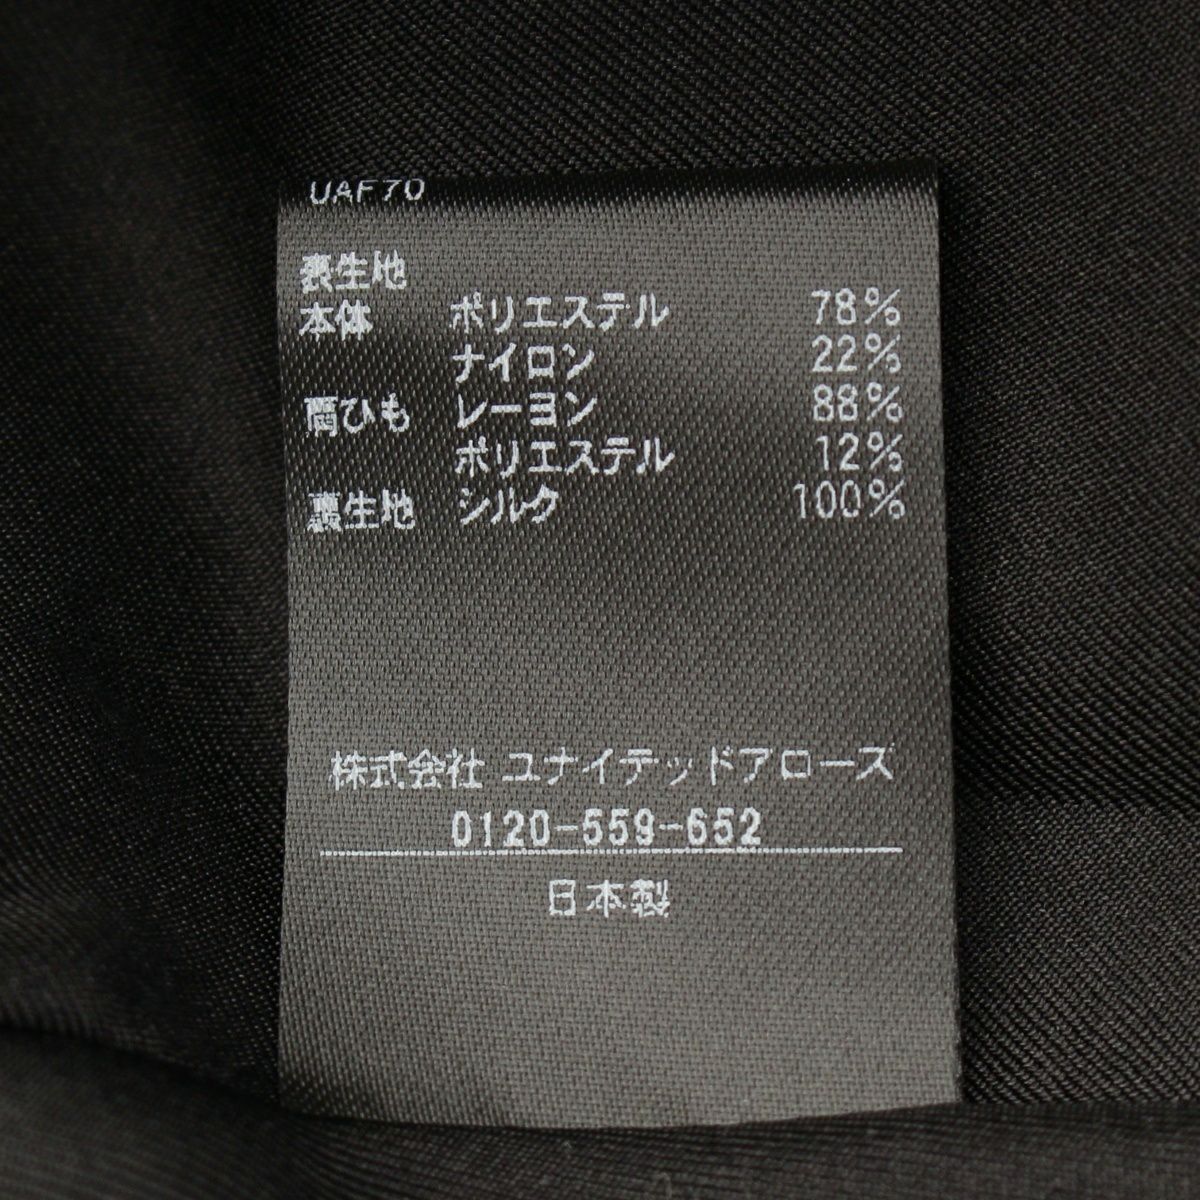 UAF70
表生地
本体 ポリエステル 78%
ナイロン 22%
肩ひも レーヨン 88%
ポリエステル 12%
裏生地 シルク 100%
株式会社 ユナイテッドアローズ
0120-559-652
日本製